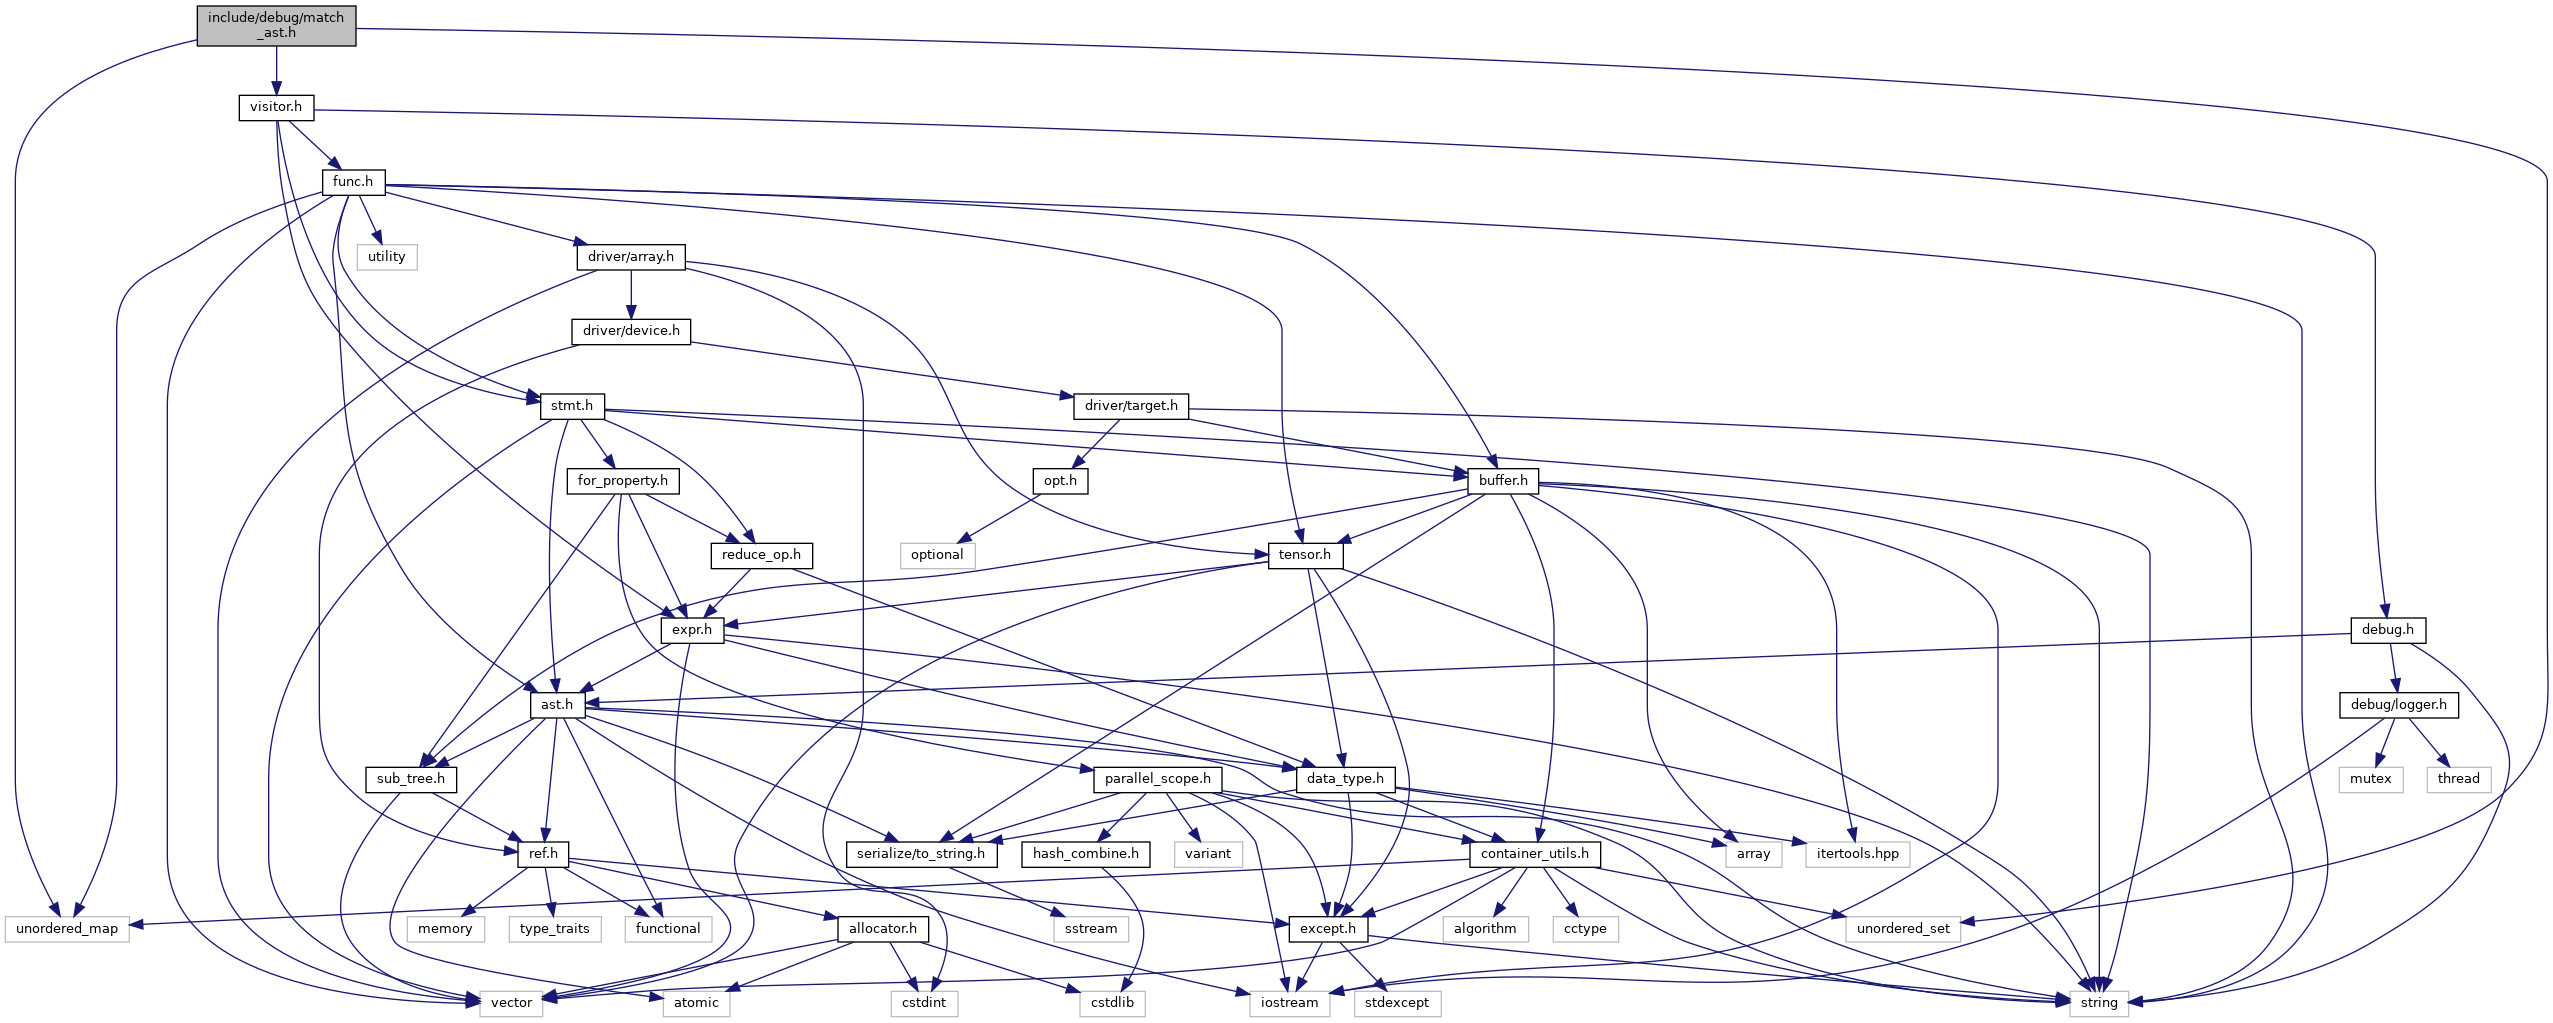 include/debug/match
_ast.h
visitor.h
func.h
utility
driver/array.h
driver/device.h
stmt.h
driver/target.h
for_property.h
opt.h
buffer.h
optional
reduce_op.h
tensor.h
expr.h
debug.h
ast.h
debug/logger.h
sub_tree.h
parallel_scope.h
data_type.h
mutex
thread
ref.h
serialize/to_string.h
hash_combine.h
variant
container_utils.h
array
itertools.hpp
unordered_map
memory
type_traits
functional
allocator.h
sstream
except.h
algorithm
cctype
unordered_set
vector
atomic
cstdint
cstdlib
iostream
stdexcept
string